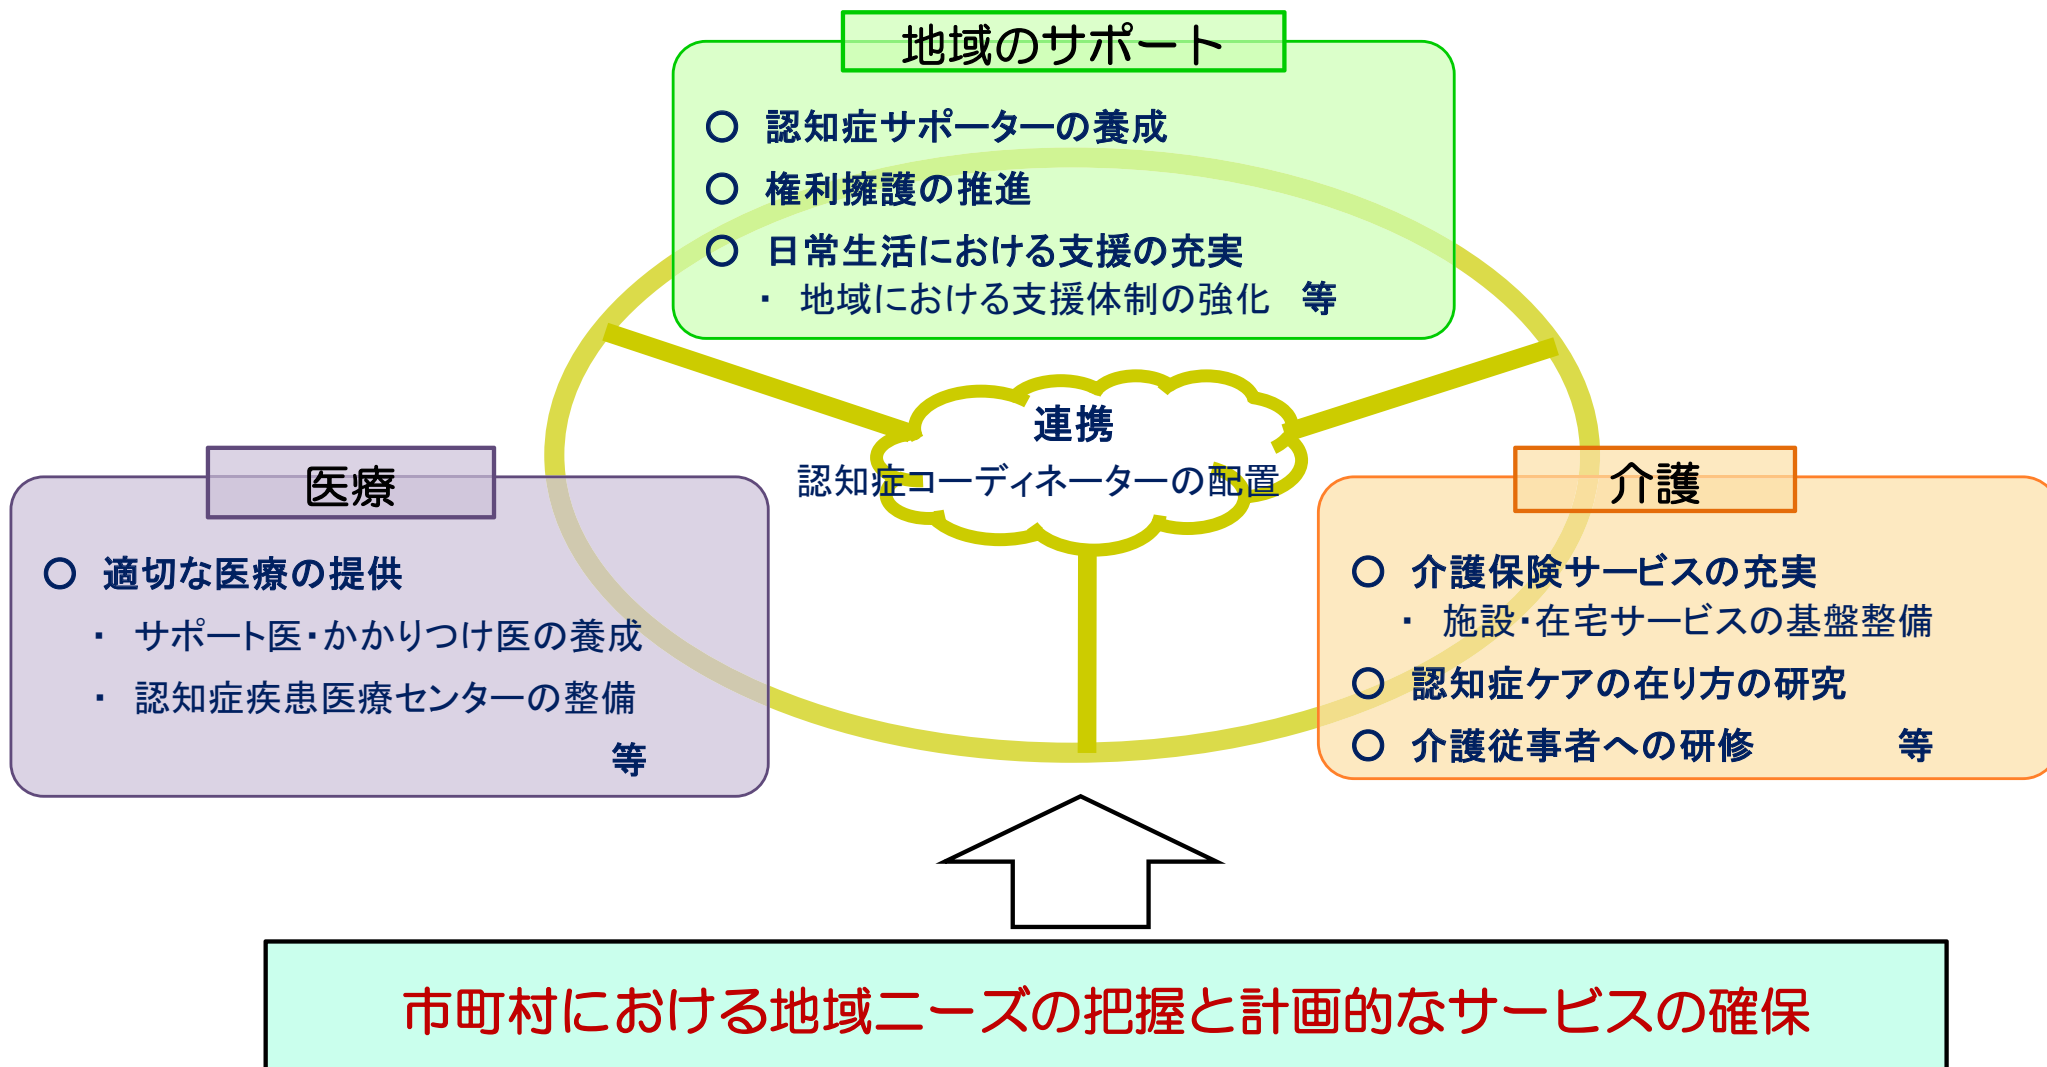 地域のサポート
○ 認知症サポーターの養成
○ 権利擁護の推進
○ 日常生活における支援の充実
・ 地域における支援体制の強化 等
連携
認知症コーディネーターの配置
医療
○ 適切な医療の提供
・ サポート医・かかりつけ医の養成
・ 認知症疾患医療センターの整備
等
介護
○ 介護保険サービスの充実
・ 施設・在宅サービスの基盤整備
○ 認知症ケアの在り方の研究
○ 介護従事者への研修 等
市町村における地域ニーズの把握と計画的なサービスの確保